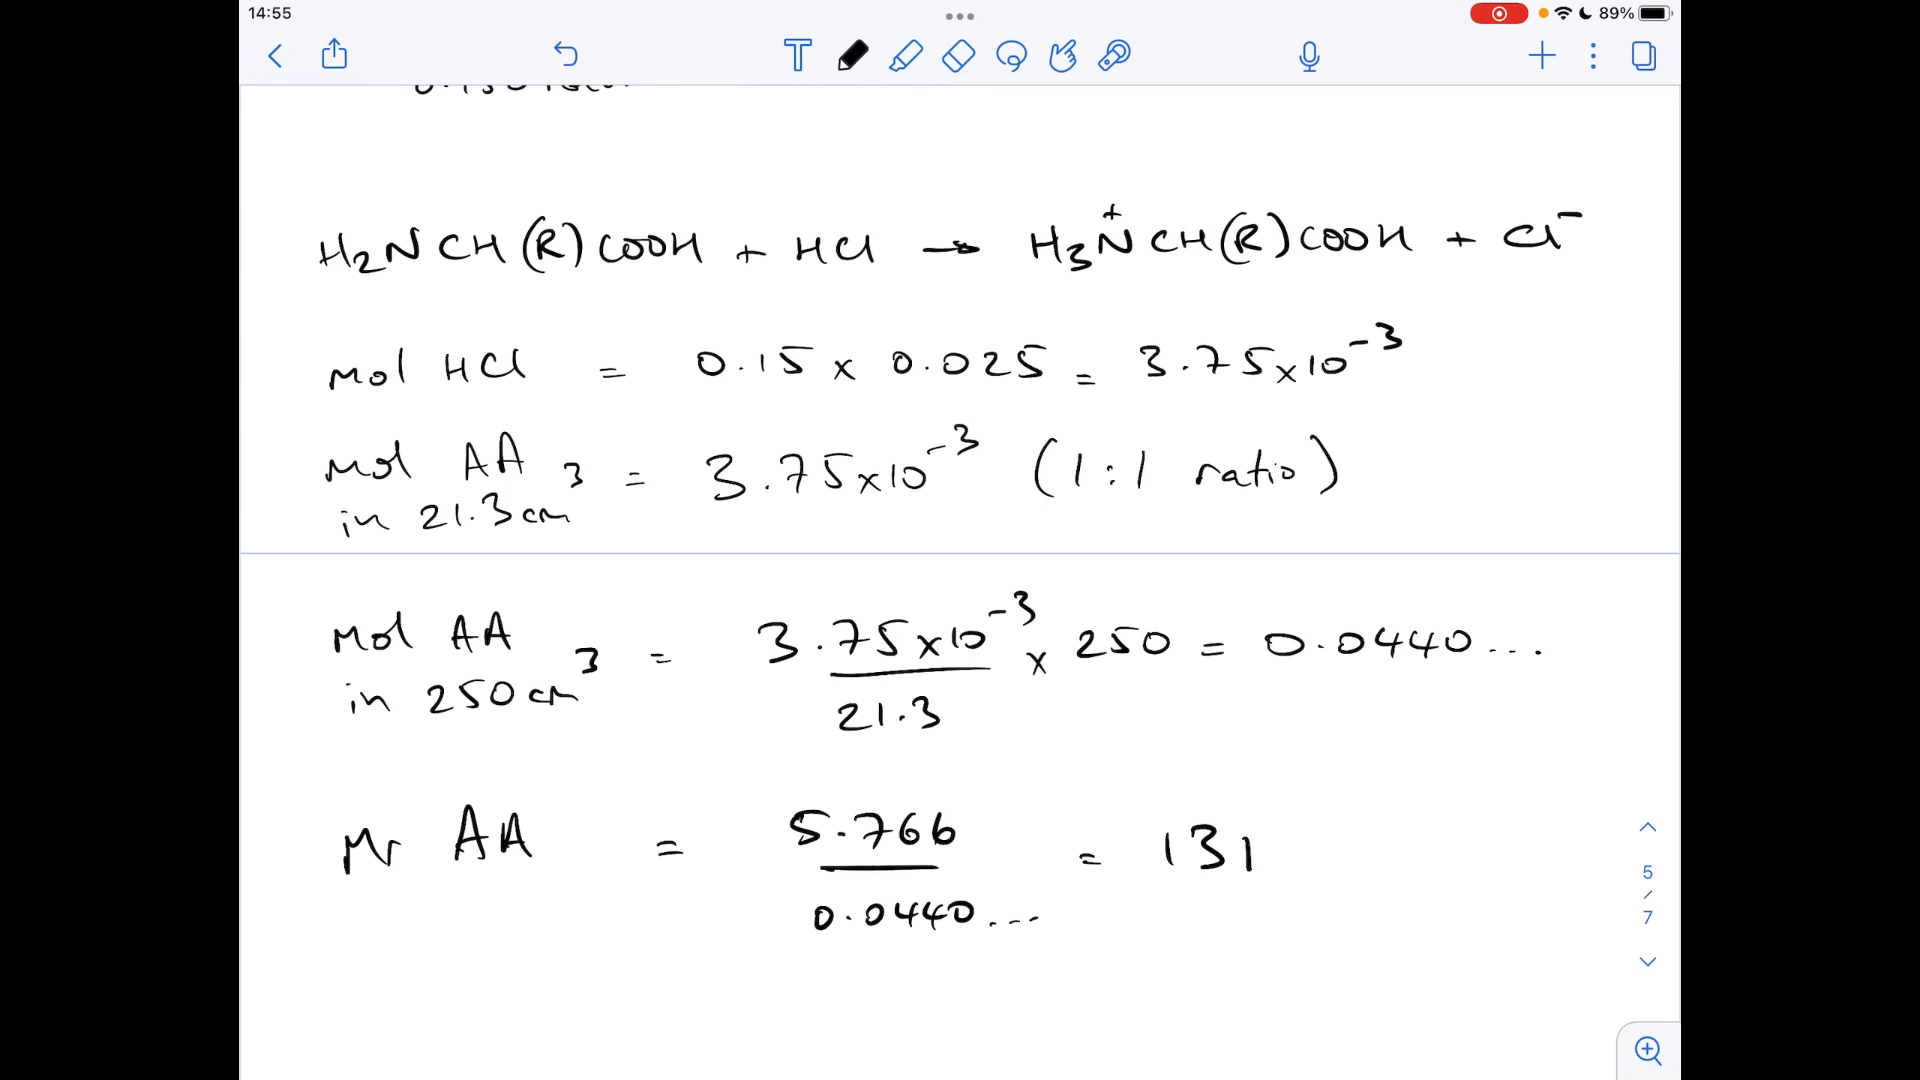 14:55
89%
H₂NCH(R)COOH + HCl → H₃N⁺CH(R)COOH + Cl⁻
mol HCl = 0.15 x 0.025 = 3.75x10⁻³
mol AA in 21.3cm³ = 3.75x10⁻³ (1:1 ratio)
mol AA in 250cm³ = 3.75x10⁻³ / 21.3 x 250 = 0.0440...
Mr AA = 5.766 / 0.0440... = 131
5 / 7